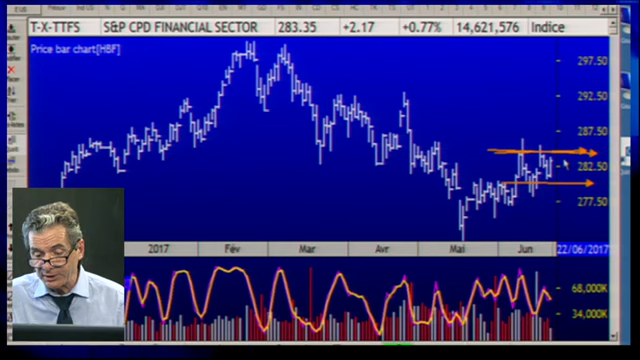 T-X-TTFS S&P CPD FINANCIAL SECTOR 283.35 +2.17 +0.77% 14,621,576 Indice
Price bar chart[HBF]
297.50
292.50
287.50
282.50
277.50
2017 Fév Mar Avr Mai Jun 22/06/2017
68,000K
34,000K